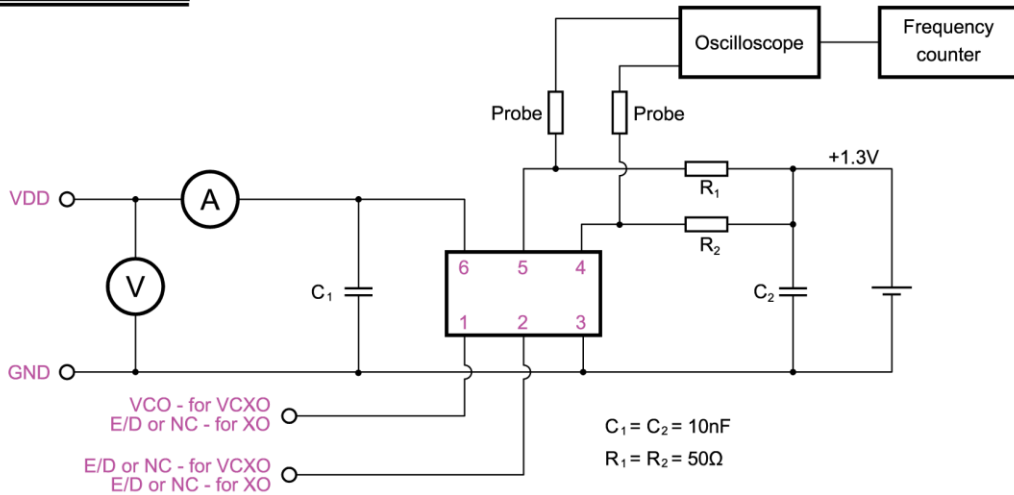 Oscilloscope
Frequency
counter
Probe
Probe
+1.3V
R1
R2
VDD
A
V
C1
C2
6 5 4
1 2 3
GND
VCO - for VCXO
E/D or NC - for XO
E/D or NC - for VCXO
E/D or NC - for XO
C1 = C2 = 10nF
R1 = R2 = 50Ω